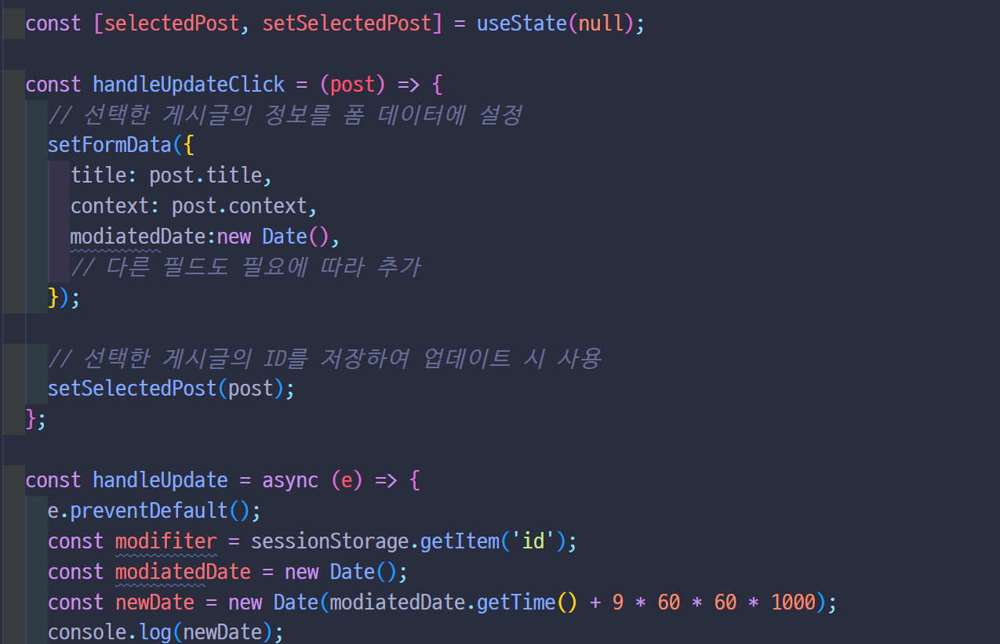 const [selectedPost, setSelectedPost] = useState(null);
const handleUpdateClick = (post) => {
// 선택한 게시글의 정보를 폼 데이터에 설정
setFormData({
title: post.title,
context: post.context,
modiatedDate:new Date(),
// 다른 필드도 필요에 따라 추가
});
// 선택한 게시글의 ID를 저장하여 업데이트 시 사용
setSelectedPost(post);
};
const handleUpdate = async (e) => {
e.preventDefault();
const modifiter = sessionStorage.getItem('id');
const modiatedDate = new Date();
const newDate = new Date(modiatedDate.getTime() + 9 * 60 * 60 * 1000);
console.log(newDate);